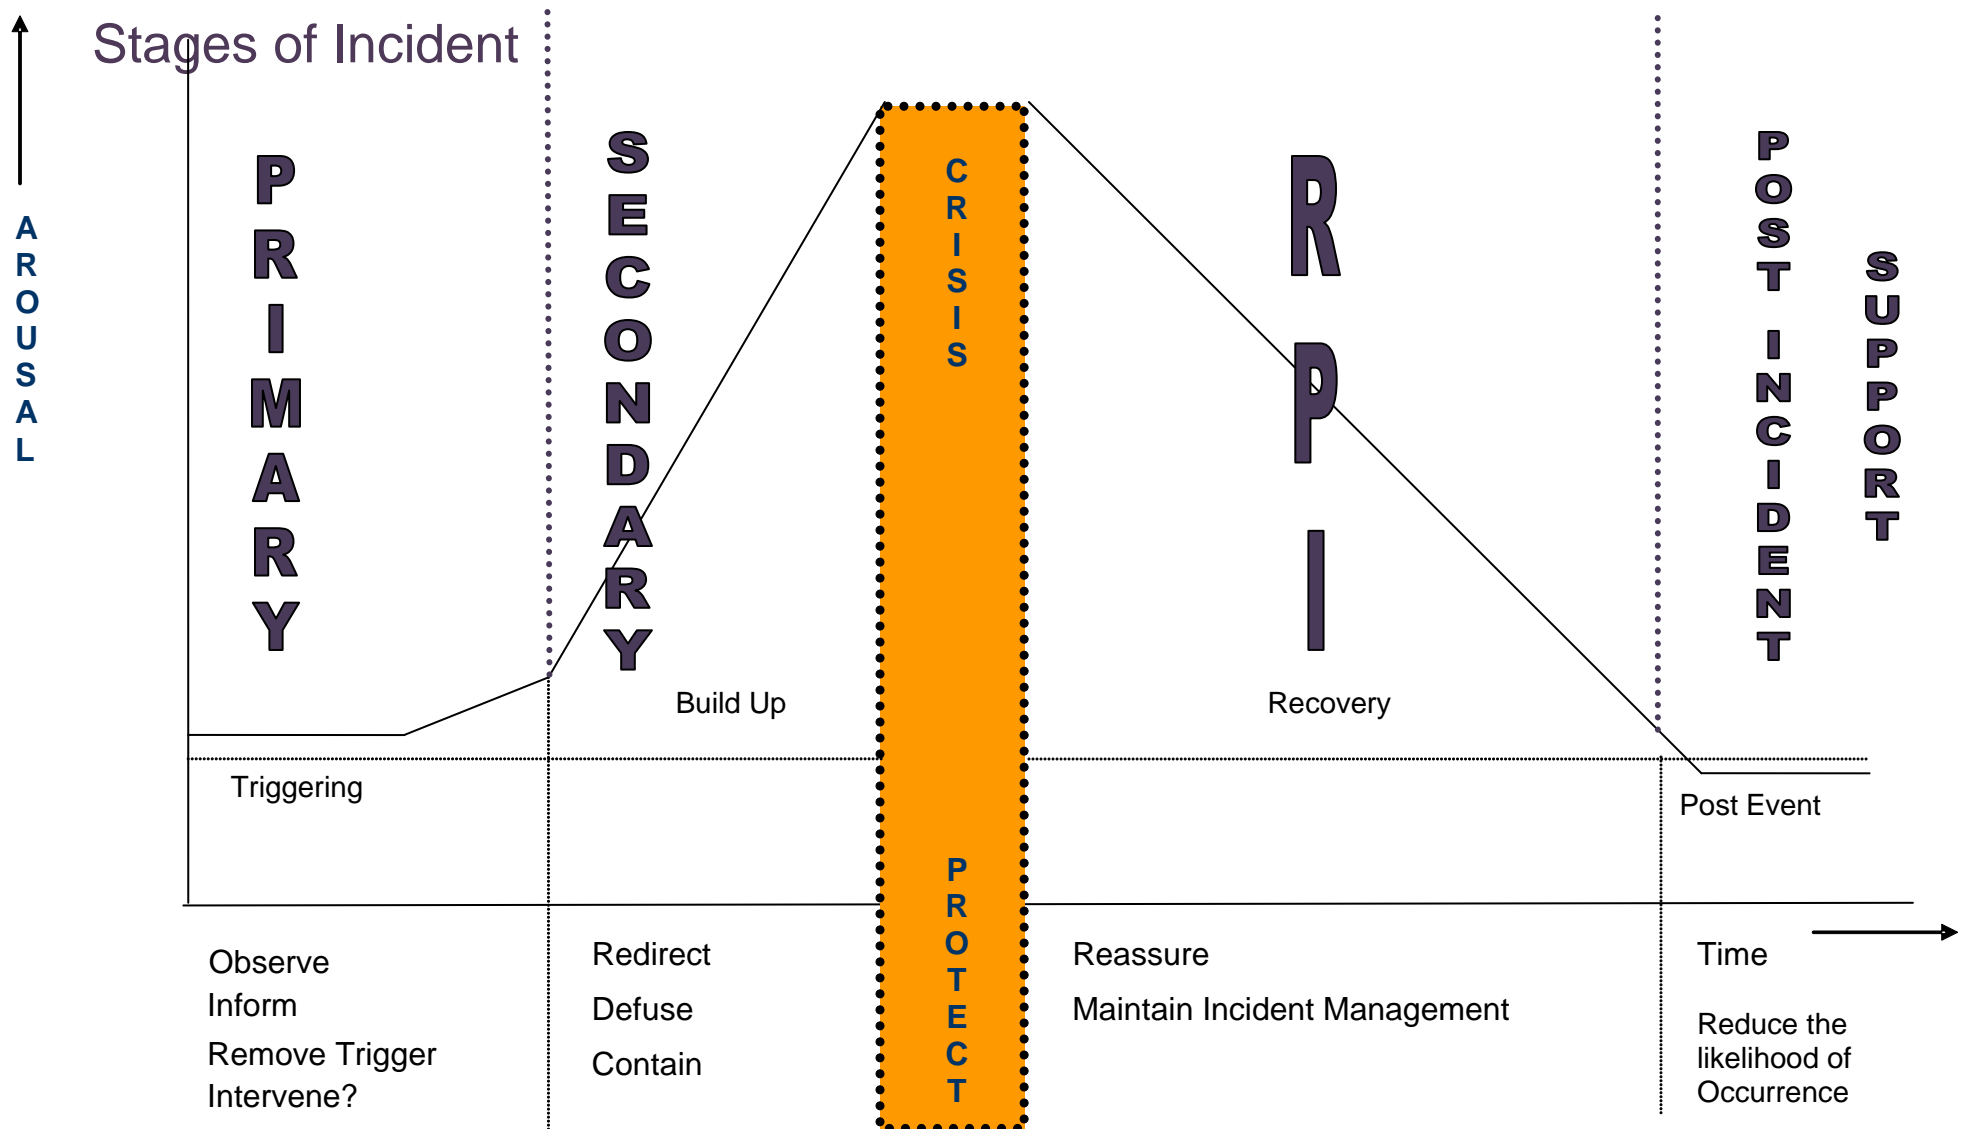 Stages of Incident
AROUSAL
PRIMARY
SECONDARY
CRISIS
RPI
POST INCIDENT
SUPPORT
Build Up
Recovery
Triggering
Post Event
PROTECT
Observe
Inform
Remove Trigger
Intervene?
Redirect
Defuse
Contain
Reassure
Maintain Incident Management
Time
Reduce the
likelihood of
Occurrence